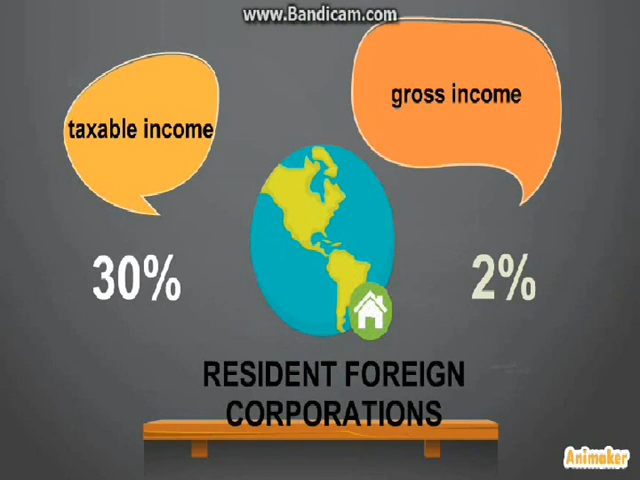 www.Bandicam.com
taxable income
gross income
30%
2%
RESIDENT FOREIGN
CORPORATIONS
Animaker